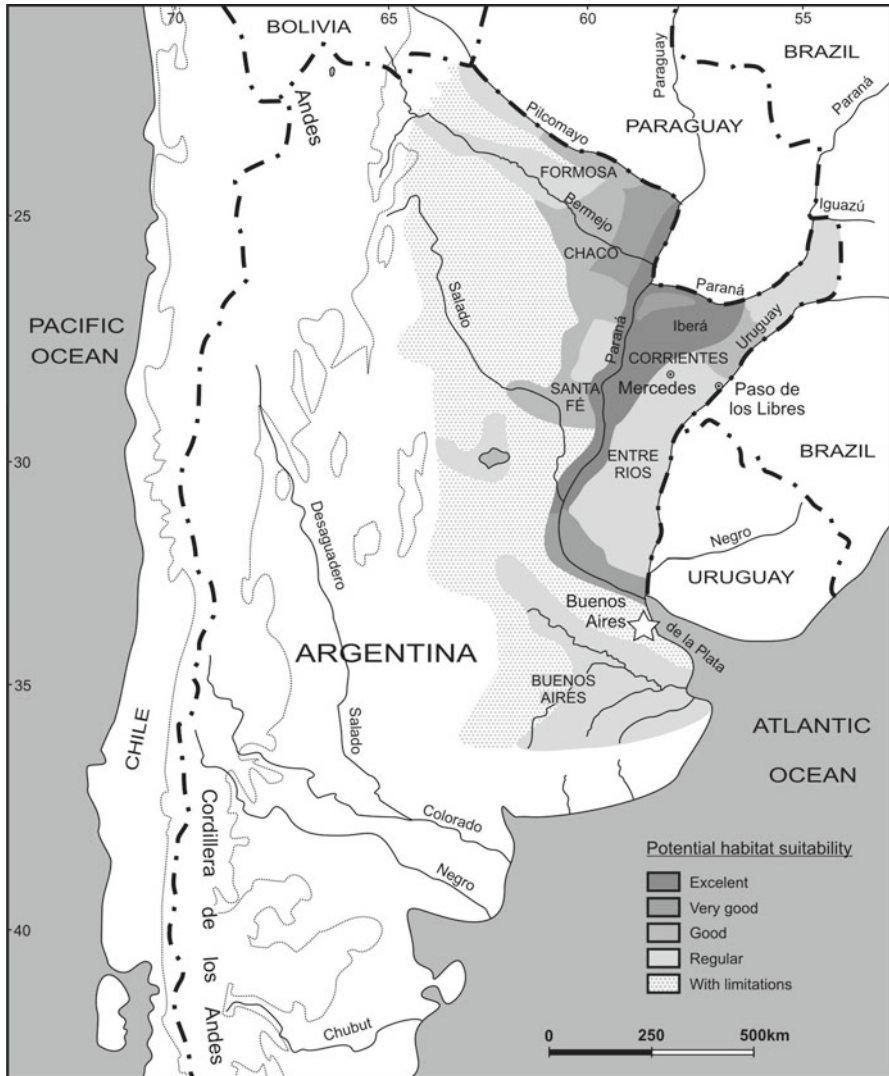 70
65
60
55
BOLIVIA
BRAZIL
Paraguay
Paraná
Andes
Pilcomayo
PARAGUAY
FORMOSA
Bermejo
Iguazú
25
CHACO
Salado
Paraná
Paraná
Uruguay
PACIFIC
OCEAN
Iberá
CORRIENTES
Mercedes
SANTA
FÉ
Paso de
los Libres
30
ENTRE
RIOS
BRAZIL
Desaguadero
Negro
URUGUAY
Buenos
Aires
de la Plata
ARGENTINA
35
BUENOS
AIRES
CHILE
Salado
ATLANTIC
OCEAN
Colorado
Negro
Cordillera de los Andes
Potential habitat suitability
Excelent
Very good
Good
Regular
With limitations
40
Chubut
0
250
500km